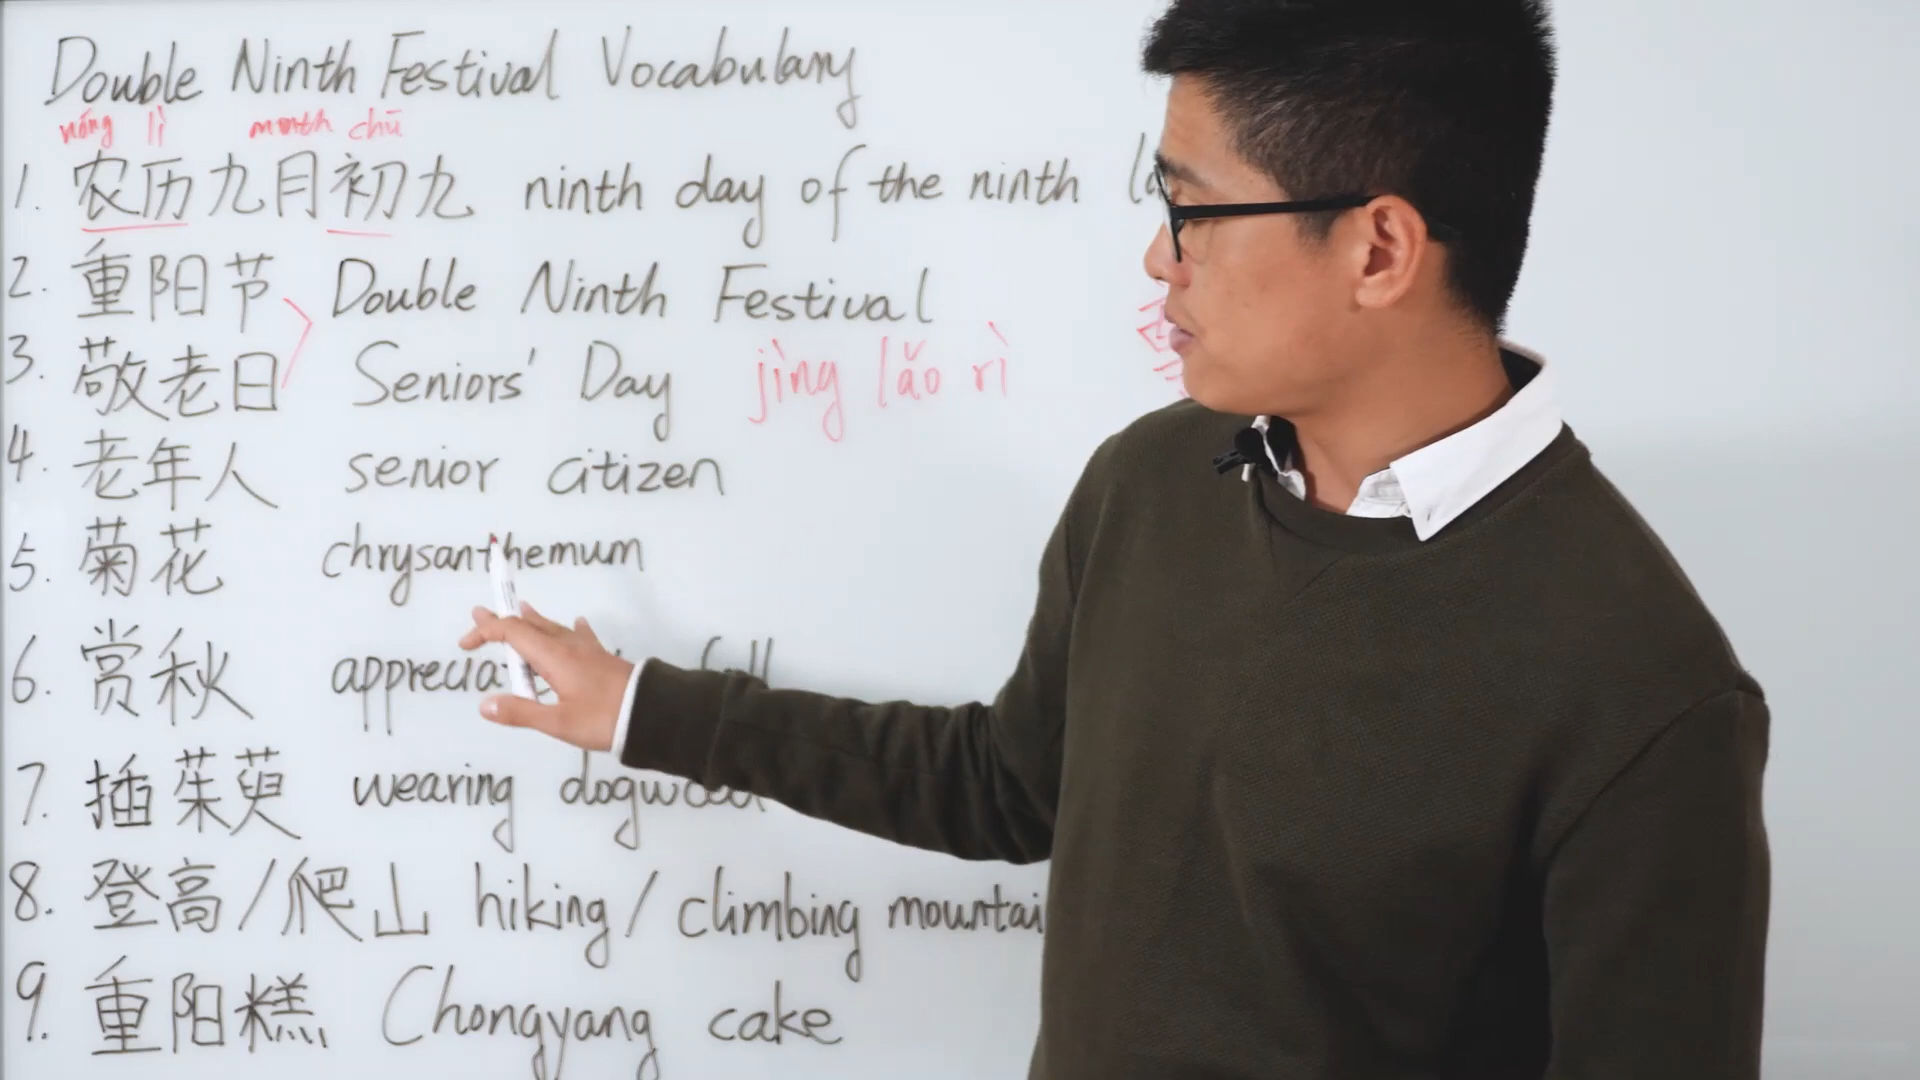 Double Ninth Festival Vocabulary
nóng lì month chū
1. 农历九月初九 ninth day of the ninth
2. 重阳节 Double Ninth Festival
3. 敬老日 Seniors' Day jìng lǎo rì
4. 老年人 senior citizen
5. 菊花 chrysanthemum
6. 赏秋 fall
7. 插茱萸 wearing dogwood
8. 登高/爬山 hiking/climbing mountai
9. 重阳糕 Chongyang cake